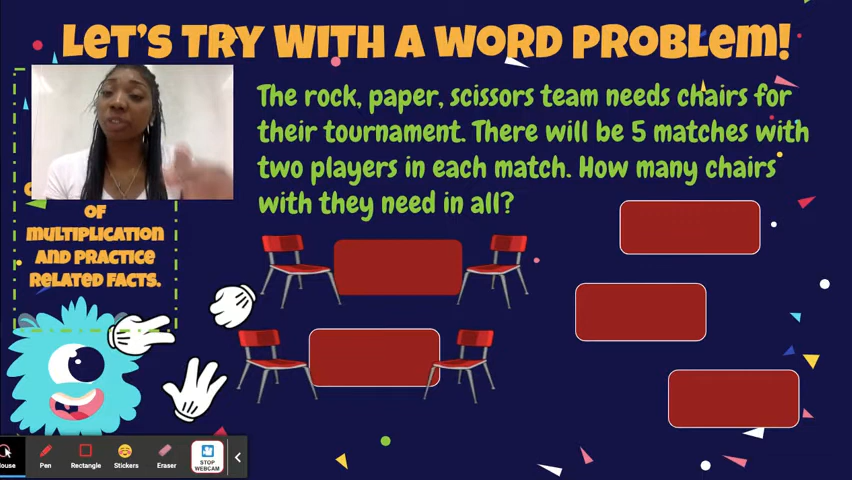 Let's try with a word problem!
The rock, paper, scissors team needs chairs for
their tournament. There will be 5 matches with
two players in each match. How many chairs
with they need in all?
of
multiplication
and practice
related facts.
Pen
Rectangle
Stickers
Eraser
STOP
WEBCAM